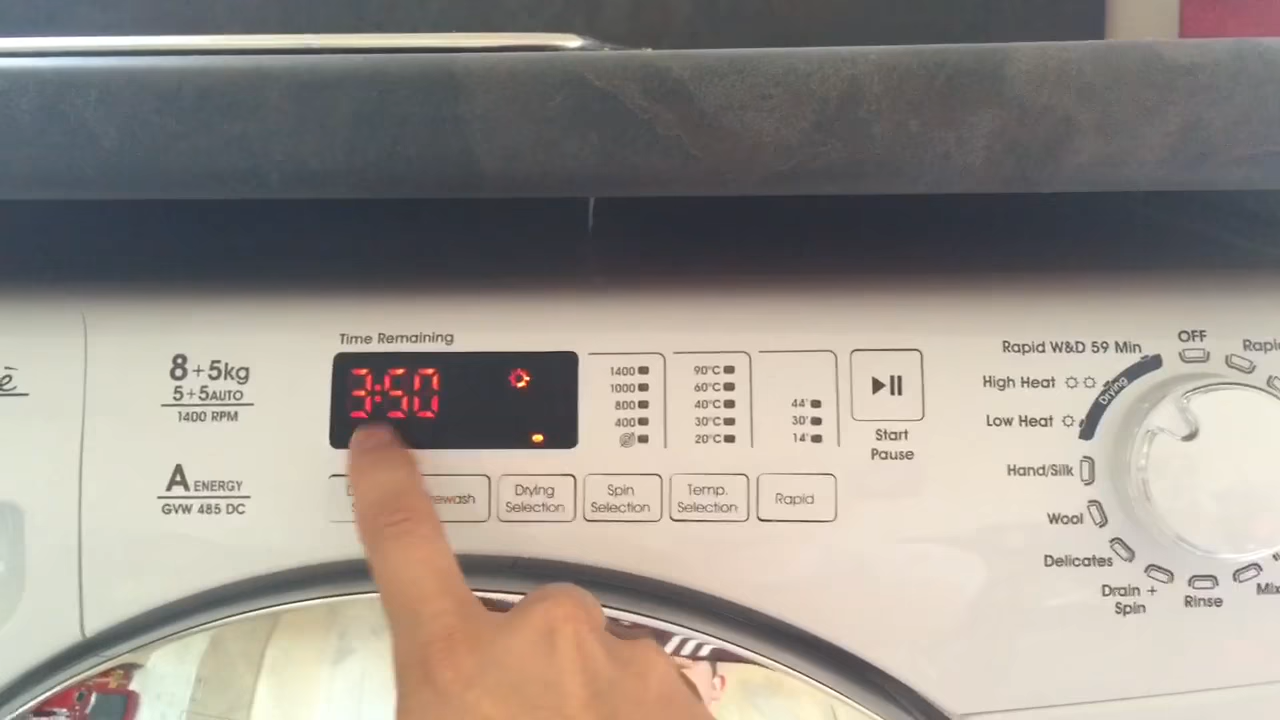 Time Remaining
8+5kg
5+5AUTO
1400 RPM
A ENERGY
GVW 485 DC
3:50
1400
1000
800
400
90°C
60°C
40°C
30°C
20°C
44'
30'
14'
Start
Pause
Drying
Selection
Spin
Selection
Temp.
Selection
Rapid
OFF
Rapid W&D 59 Min
High Heat
Low Heat
Drying
Hand/Silk
Wool
Delicates
Drain +
Spin
Rinse